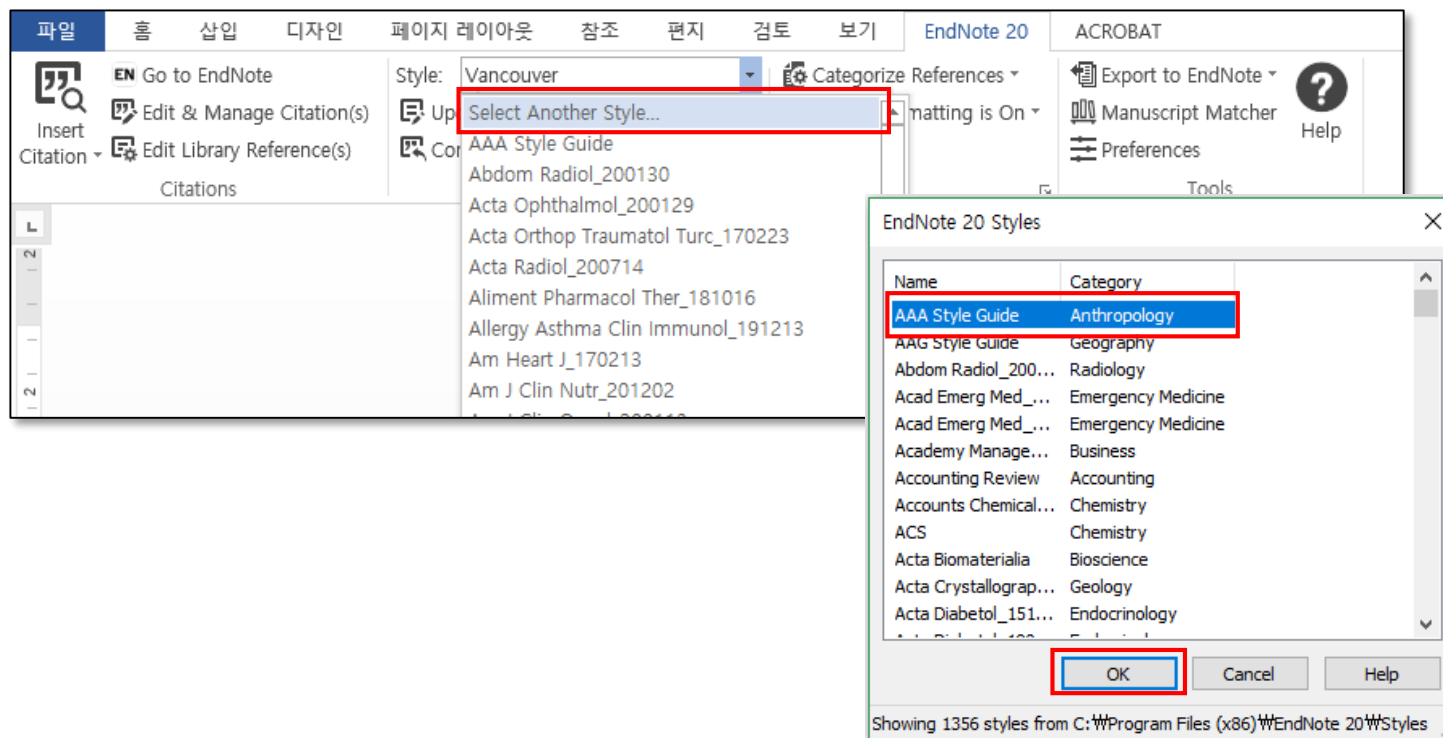 파일 홈 삽입 디자인 페이지 레이아웃 참조 편지 검토 보기 EndNote 20 ACROBAT
Insert
Citation
EN Go to EndNote
Edit & Manage Citation(s)
Edit Library Reference(s)
Citations
Style: Vancouver
Select Another Style...
AAA Style Guide
Abdom Radiol_200130
Acta Ophthalmol_200129
Acta Orthop Traumatol Turc_170223
Acta Radiol_200714
Aliment Pharmacol Ther_181016
Allergy Asthma Clin Immunol_191213
Am Heart J_170213
Am J Clin Nutr_201202
Categorize References
matting is On
Export to EndNote
Manuscript Matcher
Preferences
Help
Tools
L
2
2
EndNote 20 Styles
Name Category
AAA Style Guide Anthropology
AAG Style Guide Geography
Abdom Radiol_200... Radiology
Acad Emerg Med_... Emergency Medicine
Acad Emerg Med_... Emergency Medicine
Academy Manage... Business
Accounting Review Accounting
Accounts Chemical... Chemistry
ACS Chemistry
Acta Biomaterialia Bioscience
Acta Crystallograp... Geology
Acta Diabetol_151... Endocrinology
OK Cancel Help
Showing 1356 styles from C:₩Program Files (x86)₩EndNote 20₩Styles